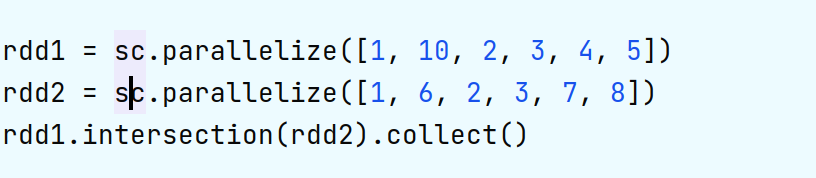 rdd1 = sc.parallelize([1, 10, 2, 3, 4, 5])
rdd2 = sc.parallelize([1, 6, 2, 3, 7, 8])
rdd1.intersection(rdd2).collect()